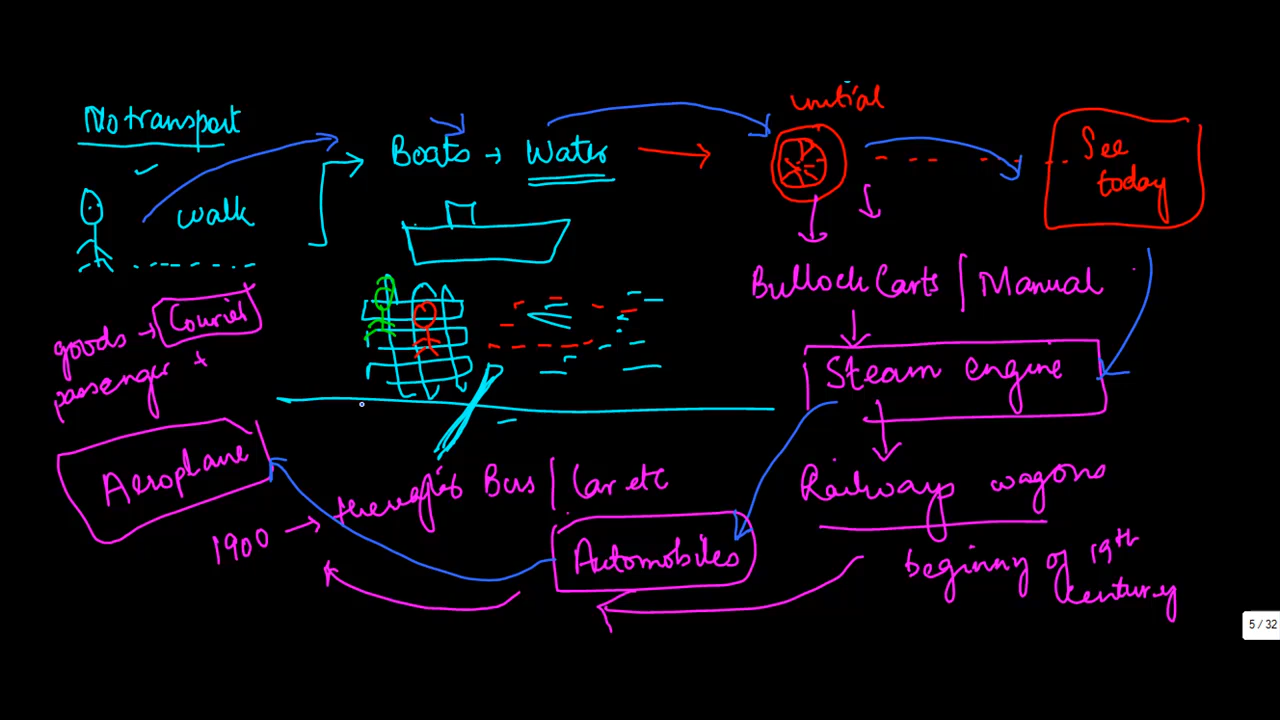 No transport
walk
Boats → Water
initial
See
today
Bullock Carts | Manual
goods → Courier
passenger
Steam engine
Aeroplane
Bus | Car etc
Railways wagons
1900 →
Automobiles
beginny of 19th
century
5 / 32